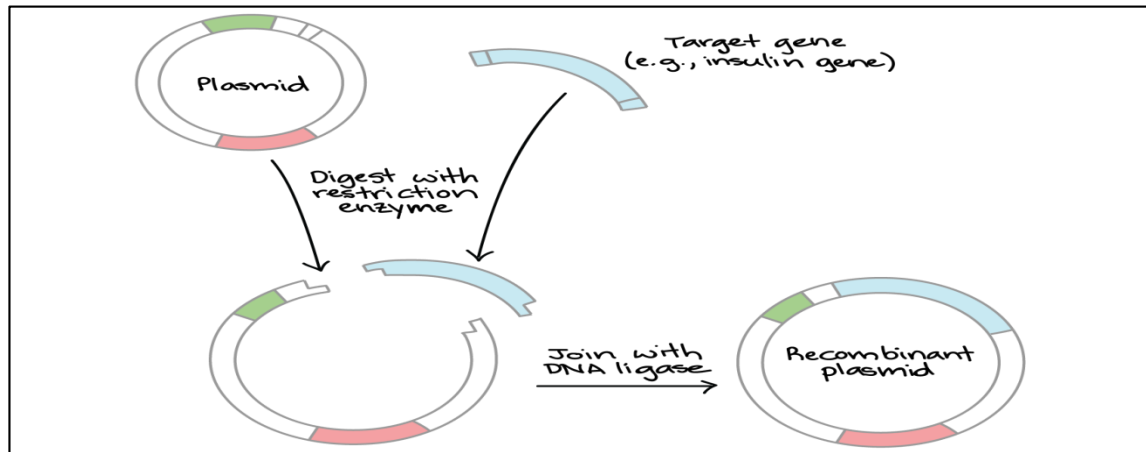 Plasmid
Target gene
(e.g., insulin gene)
Digest with
restriction
enzyme
Join with
DNA ligase
Recombinant
plasmid